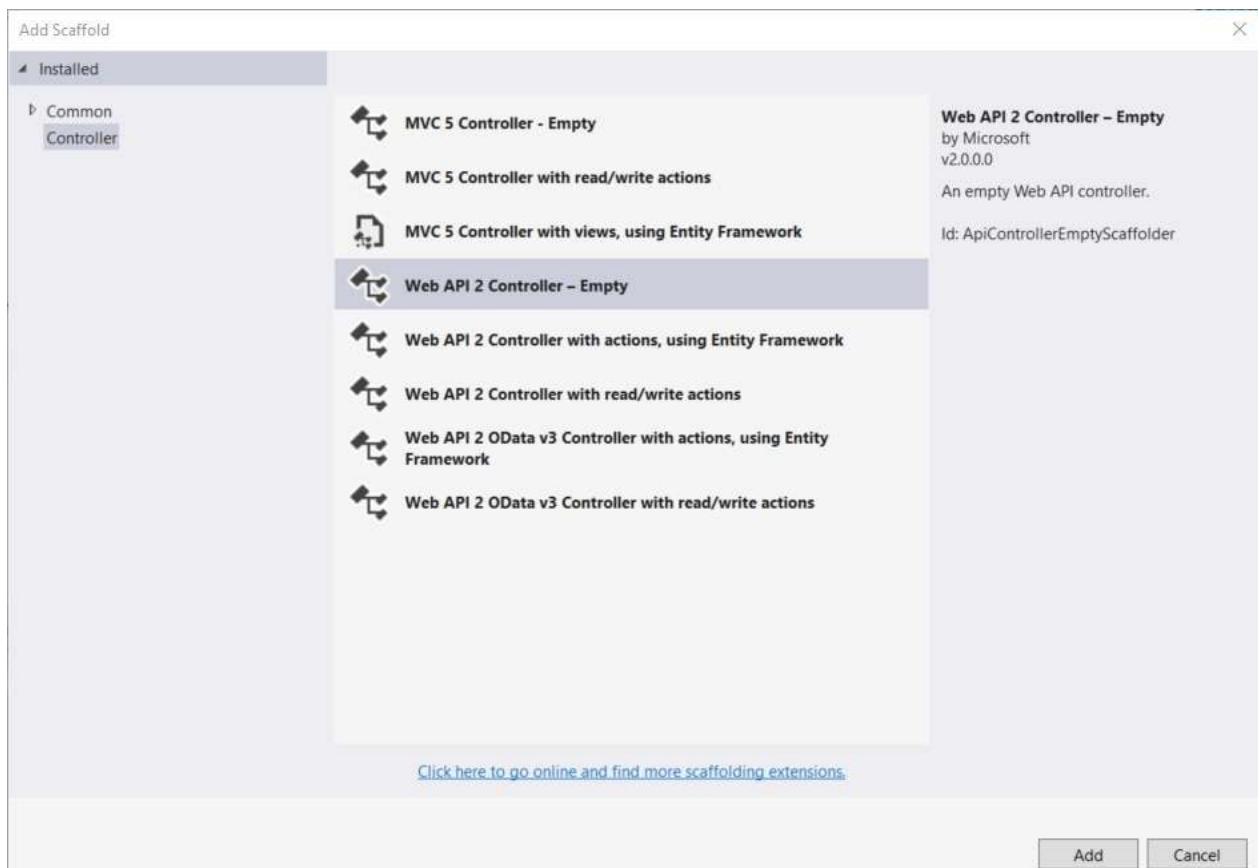 Add Scaffold
Installed
Common
Controller
MVC 5 Controller - Empty
MVC 5 Controller with read/write actions
MVC 5 Controller with views, using Entity Framework
Web API 2 Controller – Empty
Web API 2 Controller with actions, using Entity Framework
Web API 2 Controller with read/write actions
Web API 2 OData v3 Controller with actions, using Entity
Framework
Web API 2 OData v3 Controller with read/write actions
Web API 2 Controller – Empty
by Microsoft
v2.0.0.0
An empty Web API controller.
Id: ApiControllerEmptyScaffolder
Click here to go online and find more scaffolding extensions.
Add
Cancel